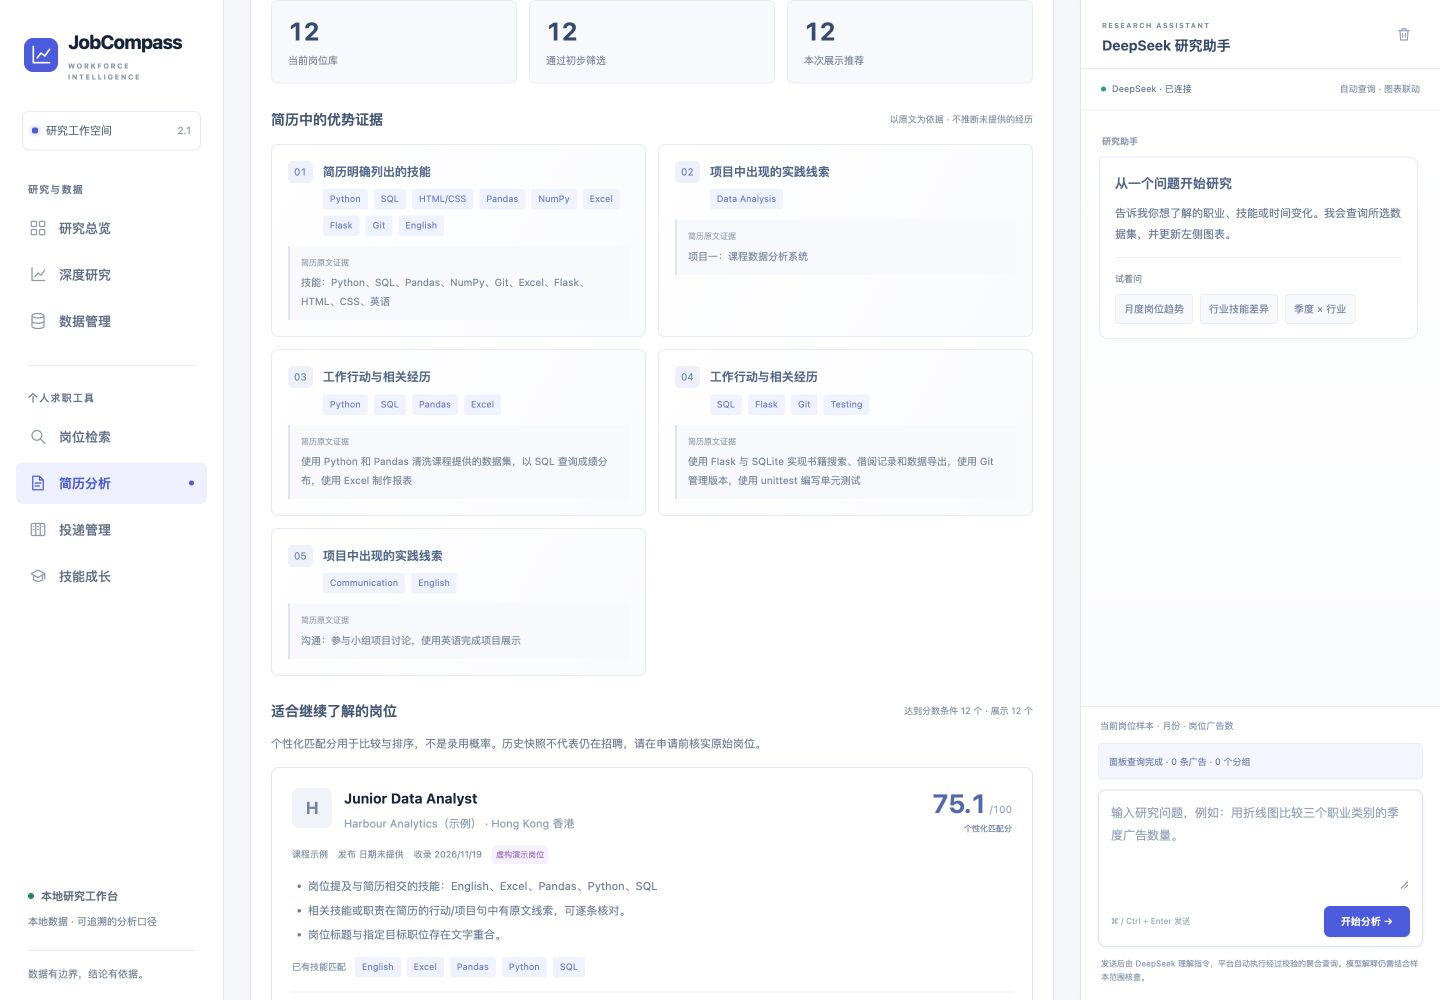 JobCompass
WORKFORCE
INTELLIGENCE
研究工作空间 2.1
研究与数据
研究总览
深度研究
数据管理
个人求职工具
岗位检索
简历分析
投递管理
技能成长
本地研究工作台
本地数据 · 可追溯的分析口径
数据有边界，结论有依据。
12
当前岗位库
12
通过初步筛选
12
本次展示推荐
简历中的优势证据
以原文为依据 · 不推断未提供的经历
01 简历明确列出的技能
Python SQL HTML/CSS Pandas NumPy Excel
Flask Git English
简历原文证据
技能：Python、SQL、Pandas、NumPy、Git、Excel、Flask、
HTML、CSS、英语
02 项目中出现的实践线索
Data Analysis
简历原文证据
项目一：课程数据分析系统
03 工作行动与相关经历
Python SQL Pandas Excel
简历原文证据
使用 Python 和 Pandas 清洗课程提供的数据集，以 SQL 查询成绩分
布，使用 Excel 制作报表
04 工作行动与相关经历
SQL Flask Git Testing
简历原文证据
使用 Flask 与 SQLite 实现书籍搜索、借阅记录和数据导出，使用 Git
管理版本，使用 unittest 编写单元测试
05 项目中出现的实践线索
Communication English
简历原文证据
沟通：参与小组项目讨论，使用英语完成项目展示
适合继续了解的岗位
达到分数条件 12 个 · 展示 12 个
个性化匹配分用于比较与排序，不是录用概率。历史快照不代表仍在招聘，请在申请前核实原始岗位。
H
Junior Data Analyst
Harbour Analytics（示例） · Hong Kong 香港
75.1 /100
个性化匹配分
课程示例 发布 日期未提供 收录 2026/11/19 虚构演示岗位
• 岗位提及与简历相交的技能：English、Excel、Pandas、Python、SQL
• 相关技能或职责在简历的行动/项目句中有原文线索，可逐条核对。
• 岗位标题与指定目标职位存在文字重合。
已有技能匹配 English Excel Pandas Python SQL
RESEARCH ASSISTANT
DeepSeek 研究助手
DeepSeek · 已连接
自动查询 · 图表联动
研究助手
从一个问题开始研究
告诉我你想了解的职业、技能或时间变化。我会查询所选数
据集，并更新左侧图表。
试着问
月度岗位趋势 行业技能差异 季度 × 行业
当前岗位样本 · 月份 · 岗位广告数
面板查询完成 · 0 条广告 · 0 个分组
输入研究问题，例如：用折线图比较三个职业类别的季
度广告数量。
⌘ / Ctrl + Enter 发送
开始分析 →
发送后由 DeepSeek 理解指令，平台自动执行经过校验的聚合查询。模型解释仍需结合样
本范围核查。